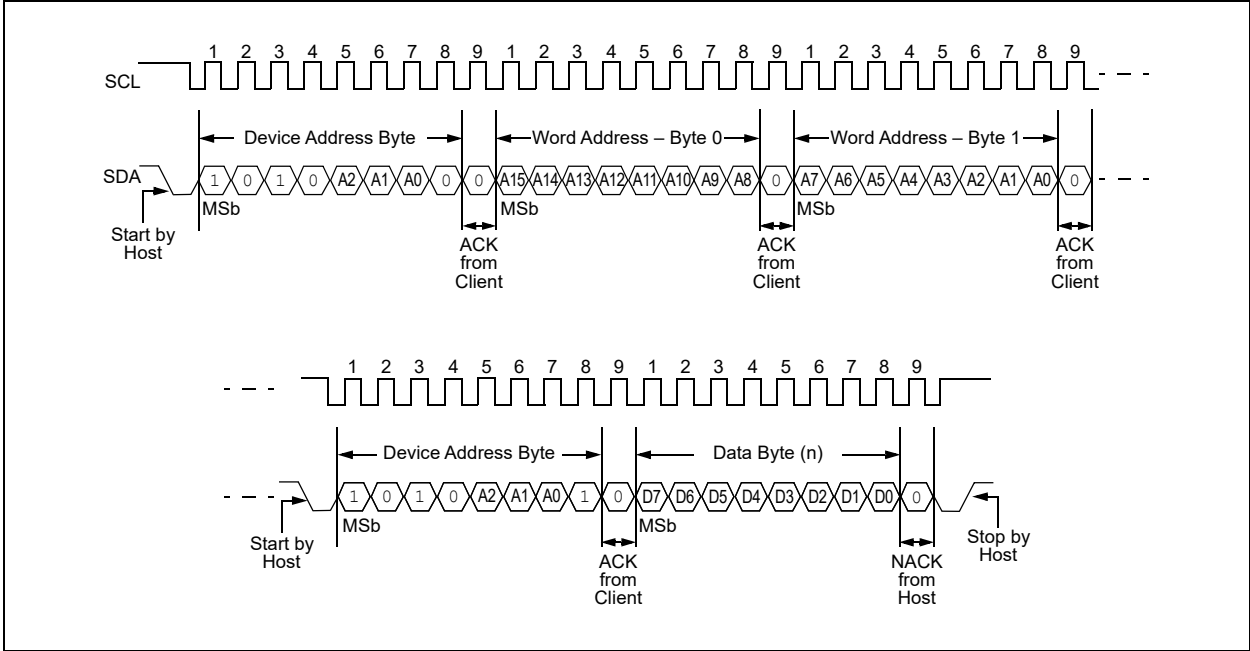 1 2 3 4 5 6 7 8 9 1 2 3 4 5 6 7 8 9 1 2 3 4 5 6 7 8 9
SCL
Device Address Byte Word Address – Byte 0 Word Address – Byte 1
SDA 1 0 1 0 A2 A1 A0 0 0 A15 A14 A13 A12 A11 A10 A9 A8 0 A7 A6 A5 A4 A3 A2 A1 A0 0
MSb MSb MSb
Start by
Host
ACK
from
Client
ACK
from
Client
ACK
from
Client
1 2 3 4 5 6 7 8 9 1 2 3 4 5 6 7 8 9
Device Address Byte Data Byte (n)
1 0 1 0 A2 A1 A0 1 0 D7 D6 D5 D4 D3 D2 D1 D0 0
MSb MSb
Start by
Host
ACK
from
Client
NACK
from
Host
Stop by
Host